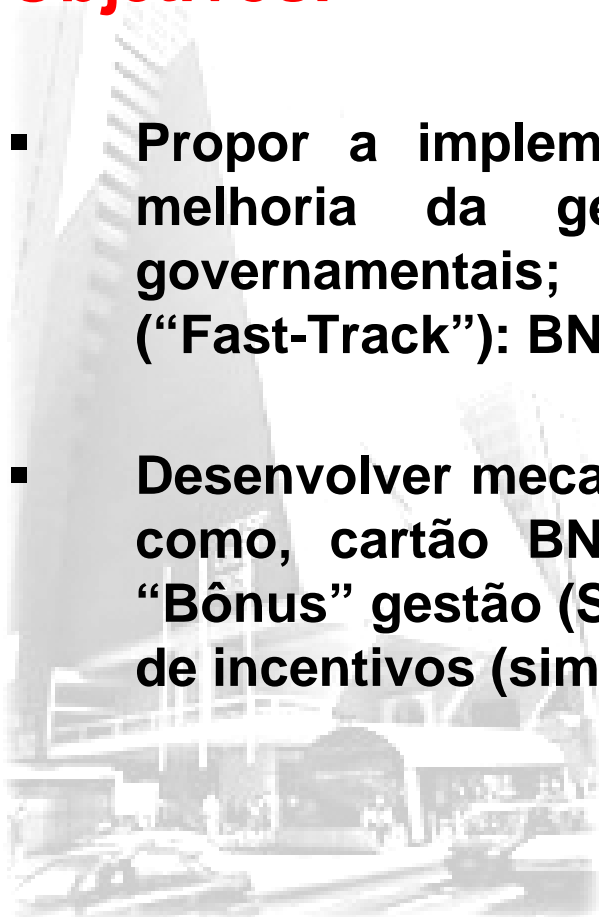 Objetivos:
▪ Propor a implem
melhoria da ge
governamentais;
(“Fast-Track”): BN
▪ Desenvolver meca
como, cartão BN
“Bônus” gestão (S
de incentivos (sim